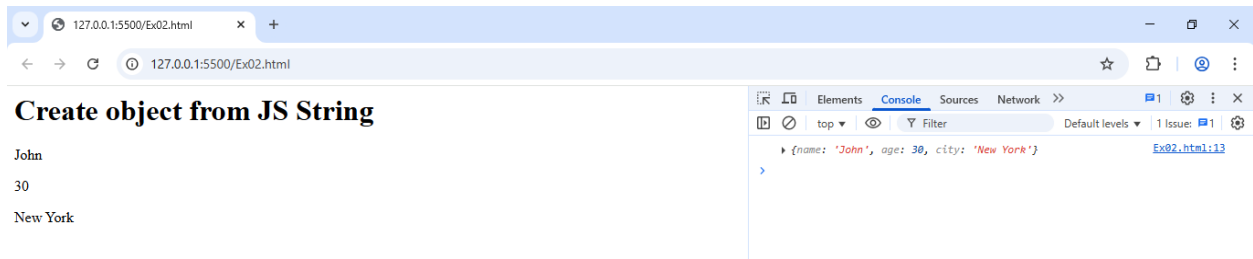 127.0.0.1:5500/Ex02.html
127.0.0.1:5500/Ex02.html
Create object from JS String
John
30
New York
Elements Console Sources Network 1
top Filter Default levels 1 Issue: 1
{name: 'John', age: 30, city: 'New York'} Ex02.html:13